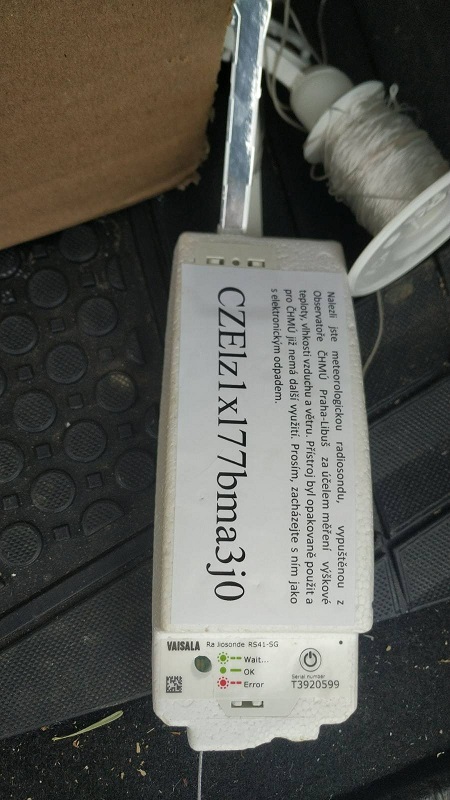 Nalezli jste meteorologickou radiosondu, vypuštěnou z
Observatoře ČHMÚ Praha-Libuš za účelem měření výškové
teploty, vlhkosti vzduchu a větru. Přístroj byl opakovaně použit a
pro ČHMÚ již nemá další využití. Prosím, zacházejte s ním jako
s elektronickým odpadem.
CZElz1xl77bma3j0
VAISALA Radiosonde RS41-SG
Wait...
OK
Error
Serial number
T3920599